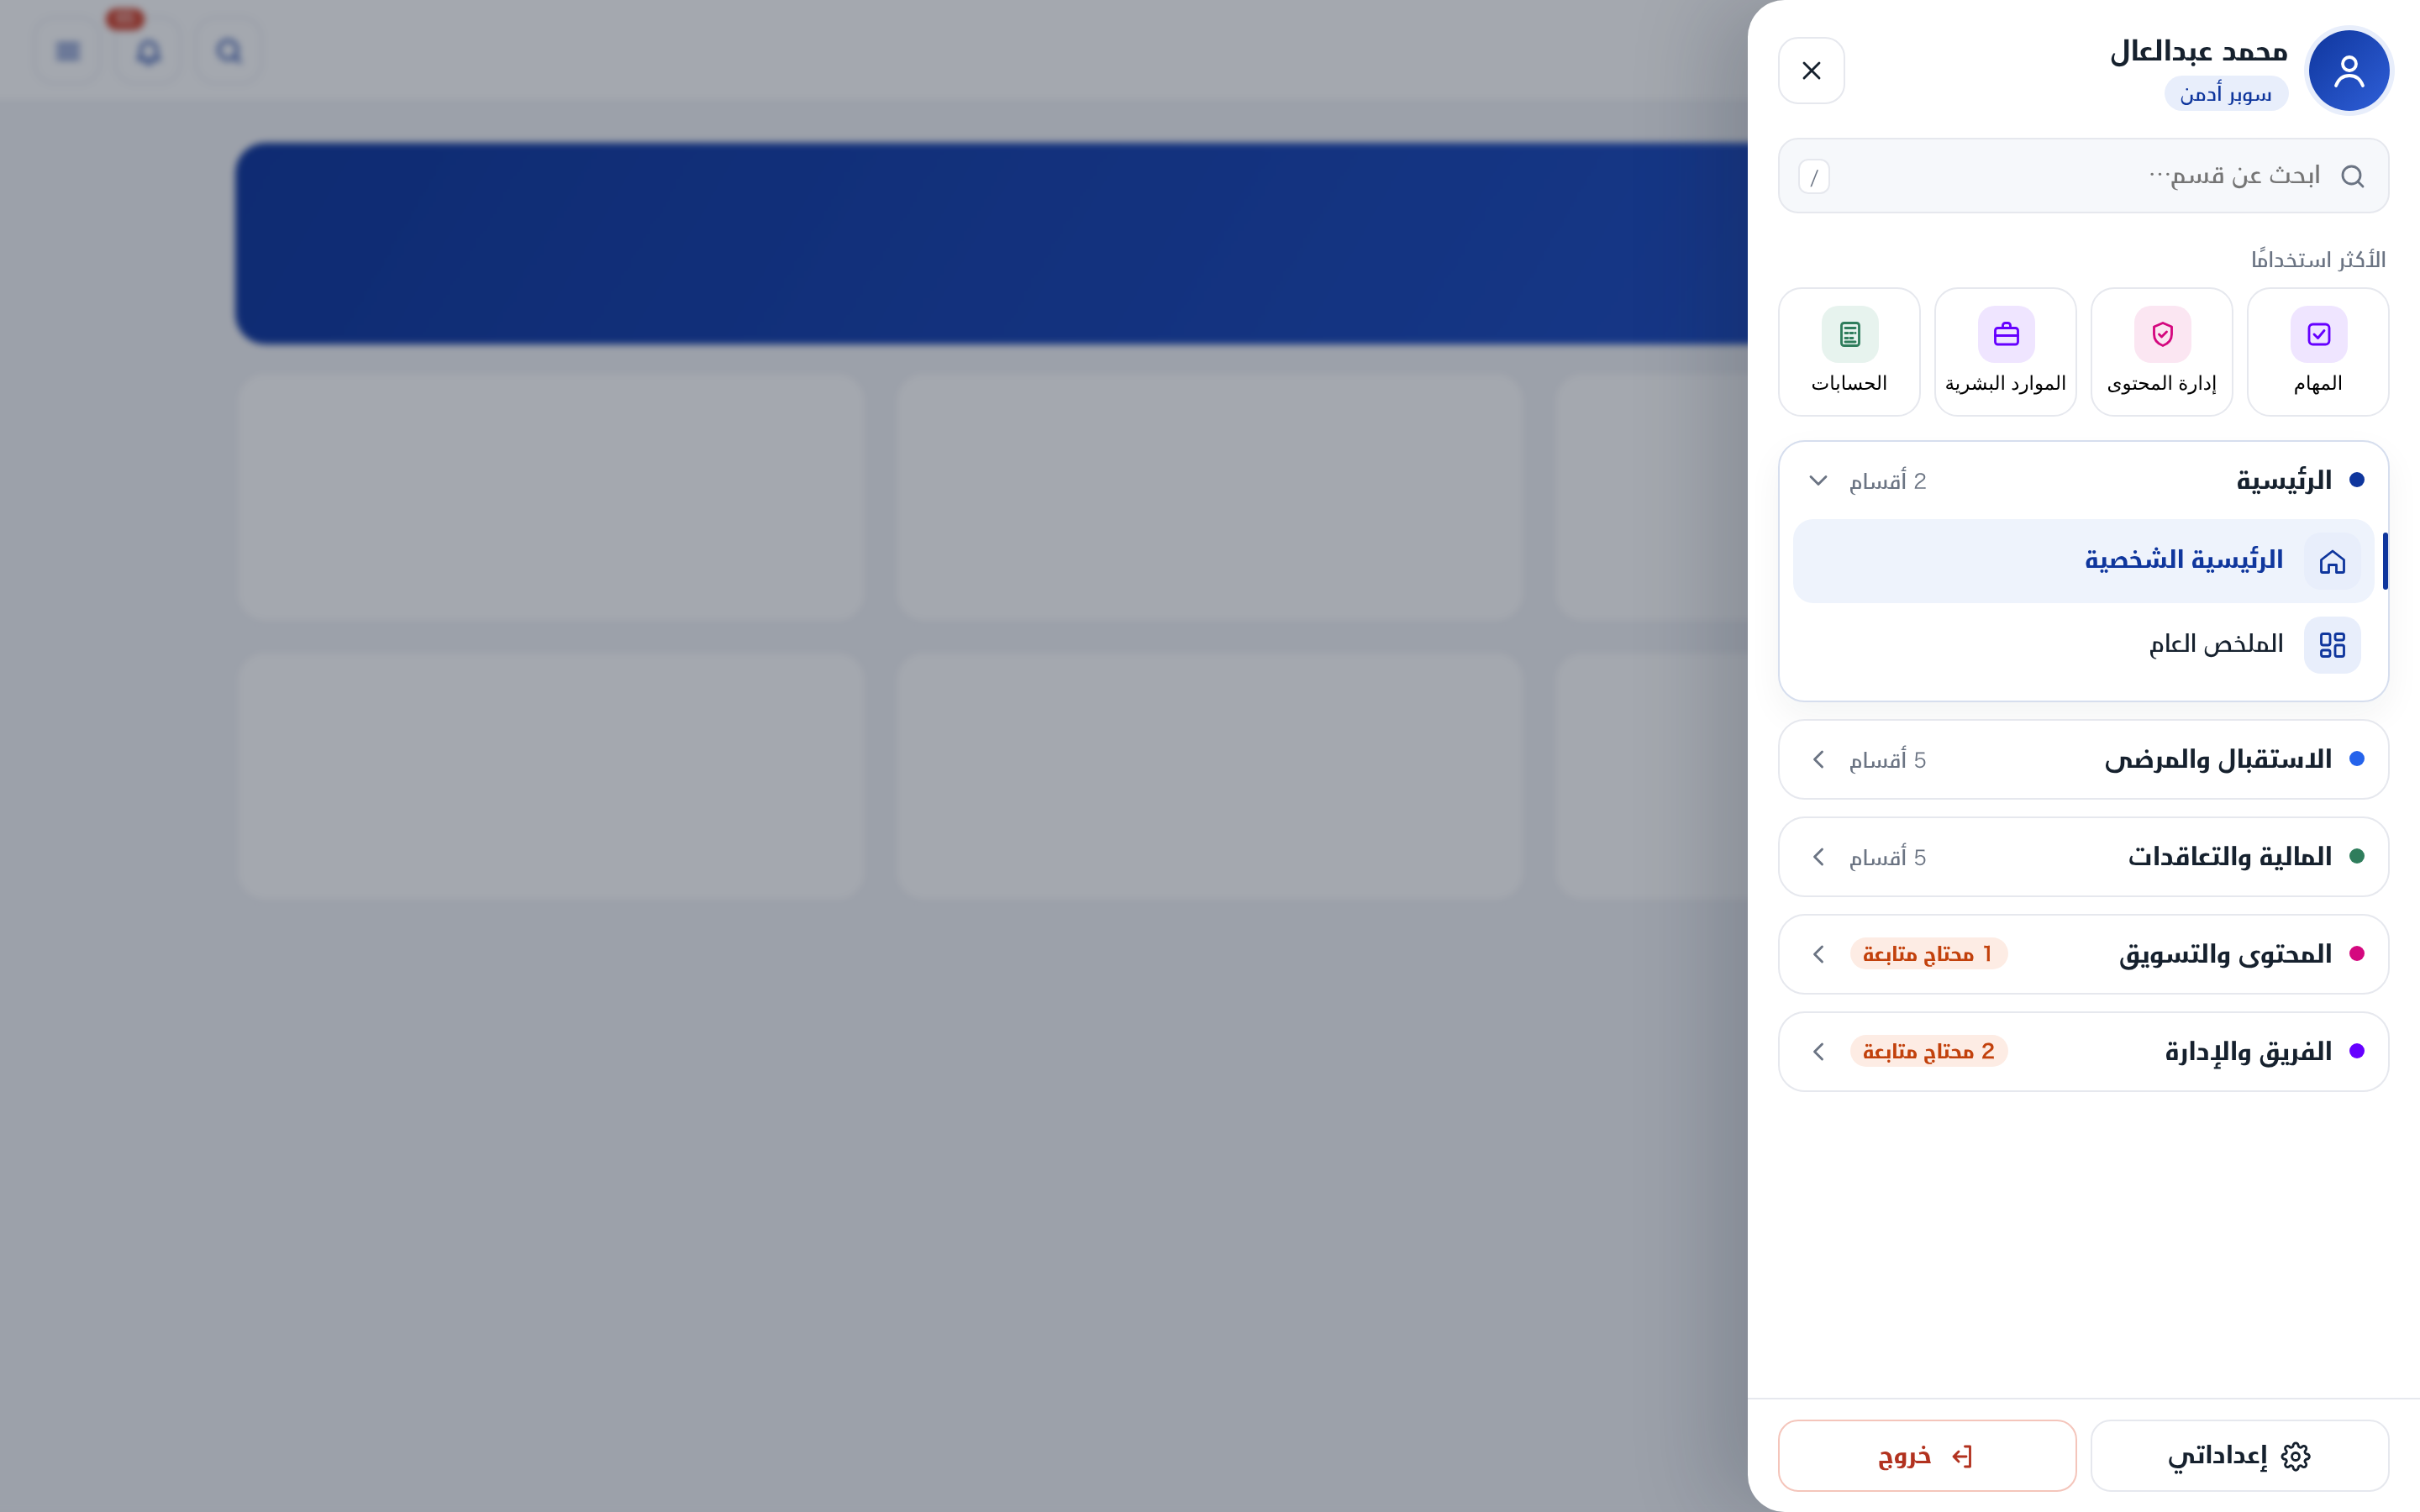 محمد عبدالعال
سوبر أدمن
ابحث عن قسم...
/
الأكثر استخدامًا
المهام
إدارة المحتوى
الموارد البشرية
الحسابات
الرئيسية
2 أقسام
الرئيسية الشخصية
الملخص العام
الاستقبال والمرضى
5 أقسام
المالية والتعاقدات
5 أقسام
المحتوى والتسويق
1 محتاج متابعة
الفريق والإدارة
2 محتاج متابعة
إعداداتي
خروج